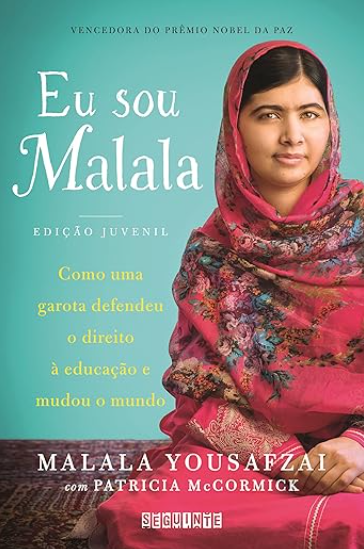 VENCEDORA DO PRÊMIO NOBEL DA PAZ
Eu sou
Malala
EDIÇÃO JUVENIL
Como uma
garota defendeu
o direito
à educação e
mudou o mundo
MALALA YOUSAFZAI
com PATRICIA McCORMICK
SEGUINTE